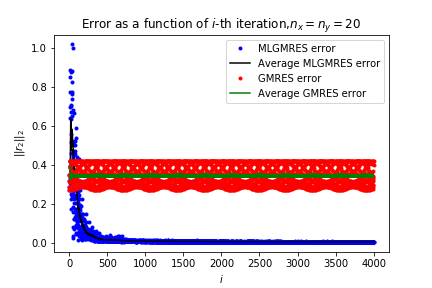 Error as a function of i-th iteration,nₓ = nᵧ = 20
MLGMRES error
Average MLGMRES error
GMRES error
Average GMRES error
||r₂||₂
1.0
0.8
0.6
0.4
0.2
0.0
0 500 1000 1500 2000 2500 3000 3500 4000
i